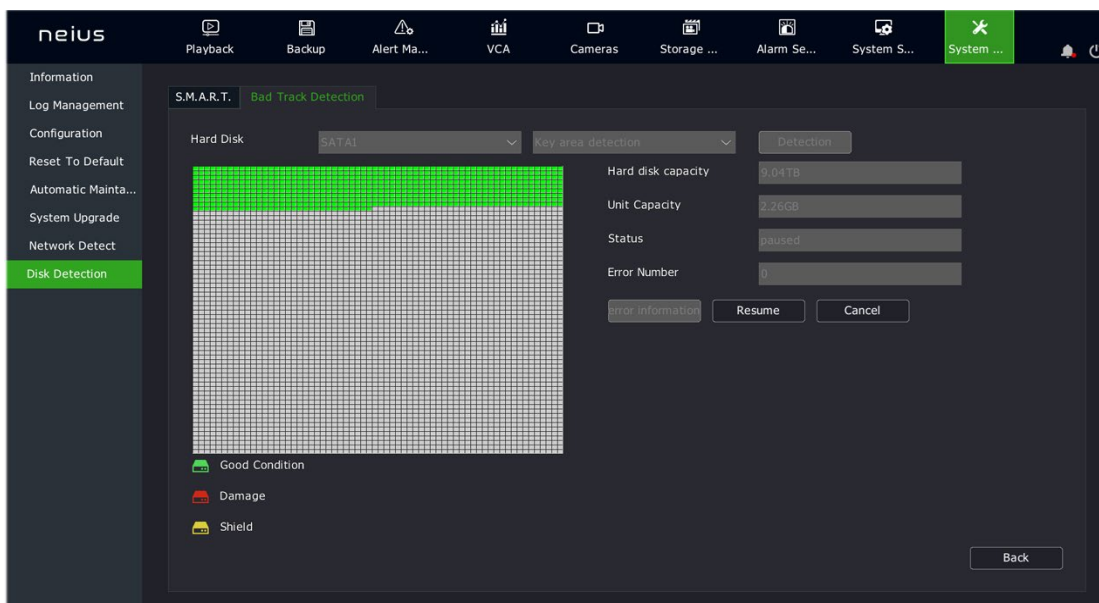 neius
Playback
Backup
Alert Ma...
VCA
Cameras
Storage ...
Alarm Se...
System S...
System ...
Information
Log Management
Configuration
Reset To Default
Automatic Mainta...
System Upgrade
Network Detect
Disk Detection
S.M.A.R.T.
Bad Track Detection
Hard Disk
SATA1
Key area detection
Detection
Hard disk capacity
9.04TB
Unit Capacity
2.26GB
Status
paused
Error Number
0
error information
Resume
Cancel
Good Condition
Damage
Shield
Back